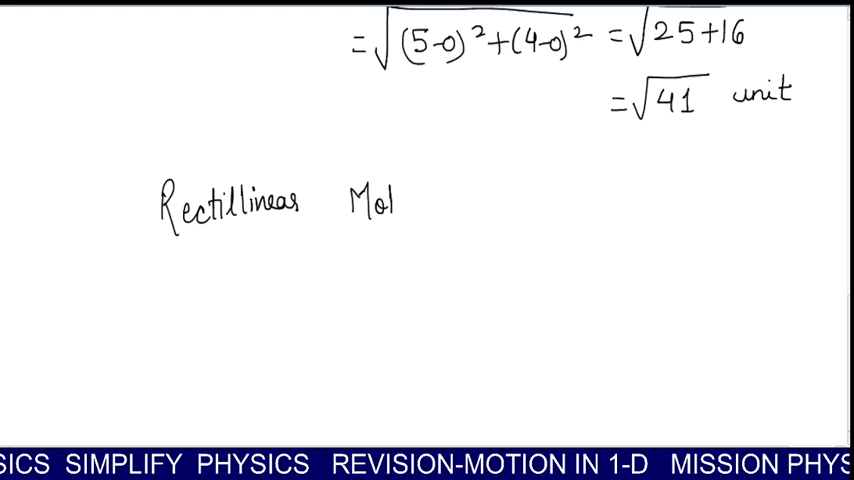 = √(5-0)² + (4-0)² = √25+16
= √41 unit
Rectillinear Mot
SICS SIMPLIFY PHYSICS REVISION-MOTION IN 1-D MISSION PHYS